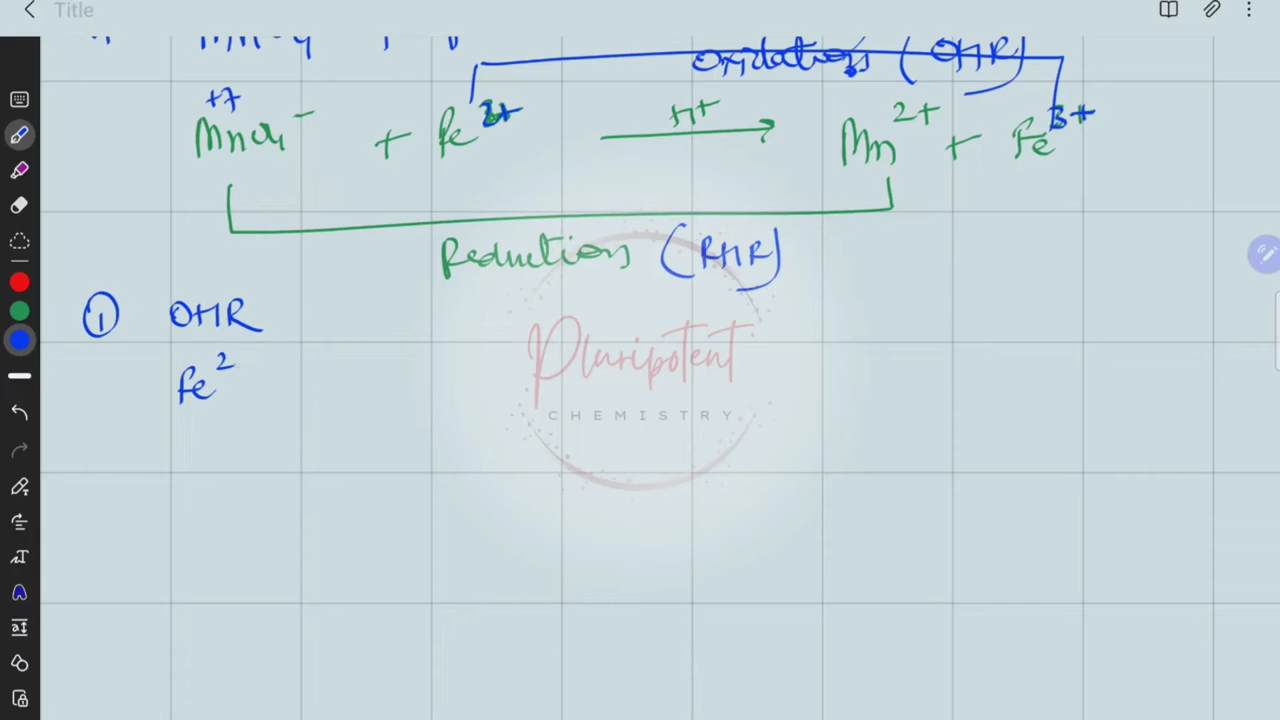 Title
Oxidation (OHR)
+7
MnO4⁻ + Fe²⁺ H⁺ → Mn²⁺ + Fe³⁺
Reduction (RHR)
① OHR
Fe²
Pluripotent
CHEMISTRY